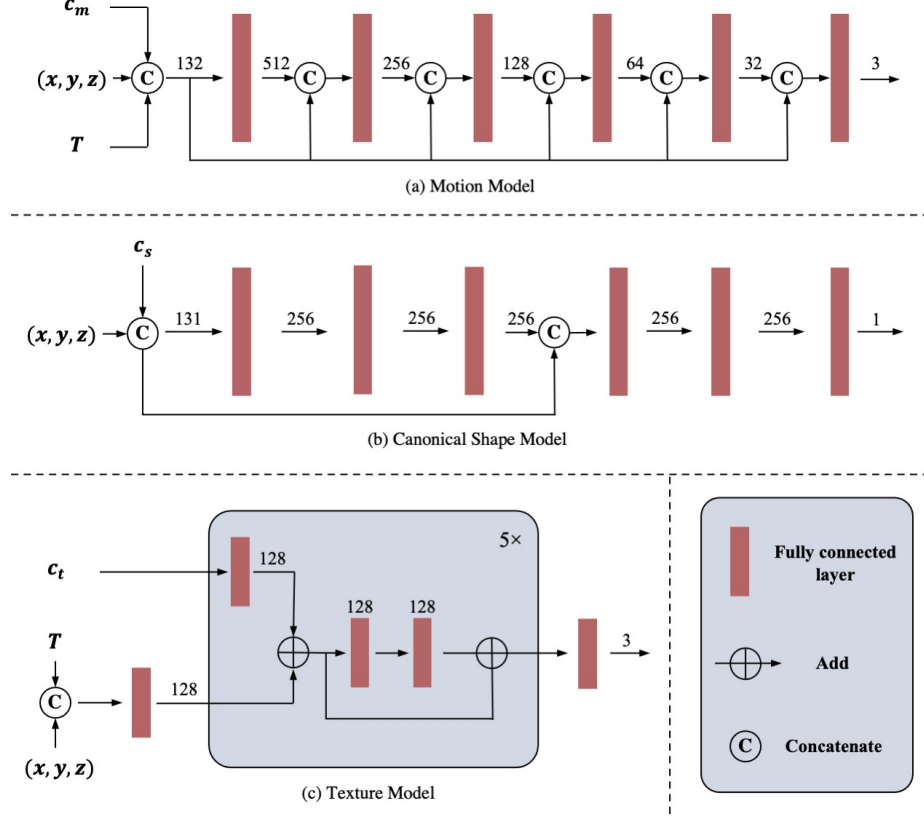 c_m
(x, y, z) C 132 512 C 256 C 128 C 64 C 32 C 3
T
(a) Motion Model
c_s
(x, y, z) C 131 256 256 256 C 256 256 1
(b) Canonical Shape Model
5×
c_t 128
128 128
T
3
C 128
(x, y, z)
(c) Texture Model
Fully connected
layer
Add
C Concatenate